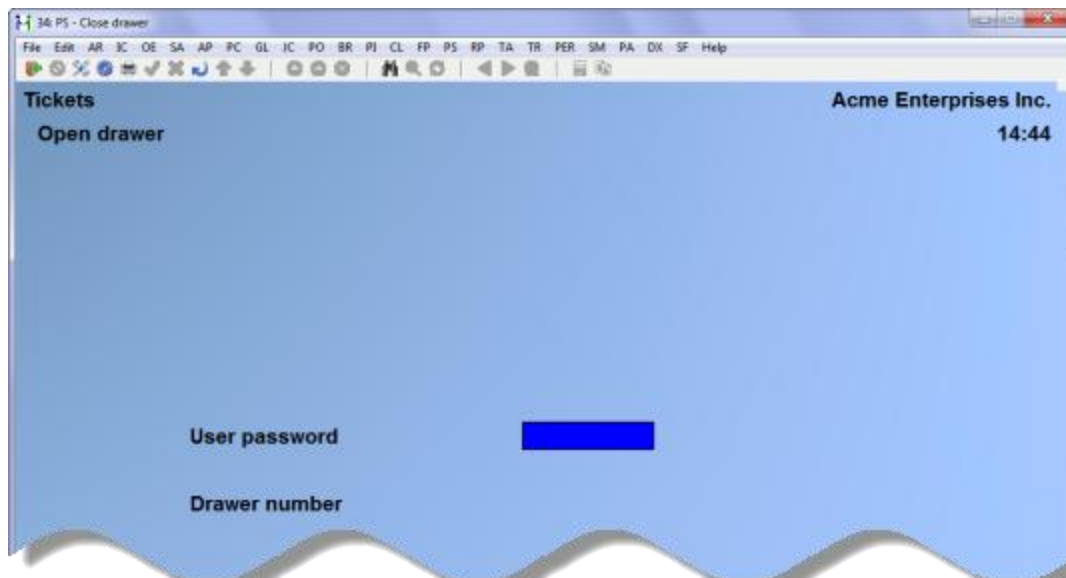 34: PS - Close drawer
File Edit AR IC OE SA AP PC GL JC PO BR PI CL FP PS RP TA TR PER SM PA DX SF Help
Tickets
Acme Enterprises Inc.
Open drawer
14:44
User password
Drawer number